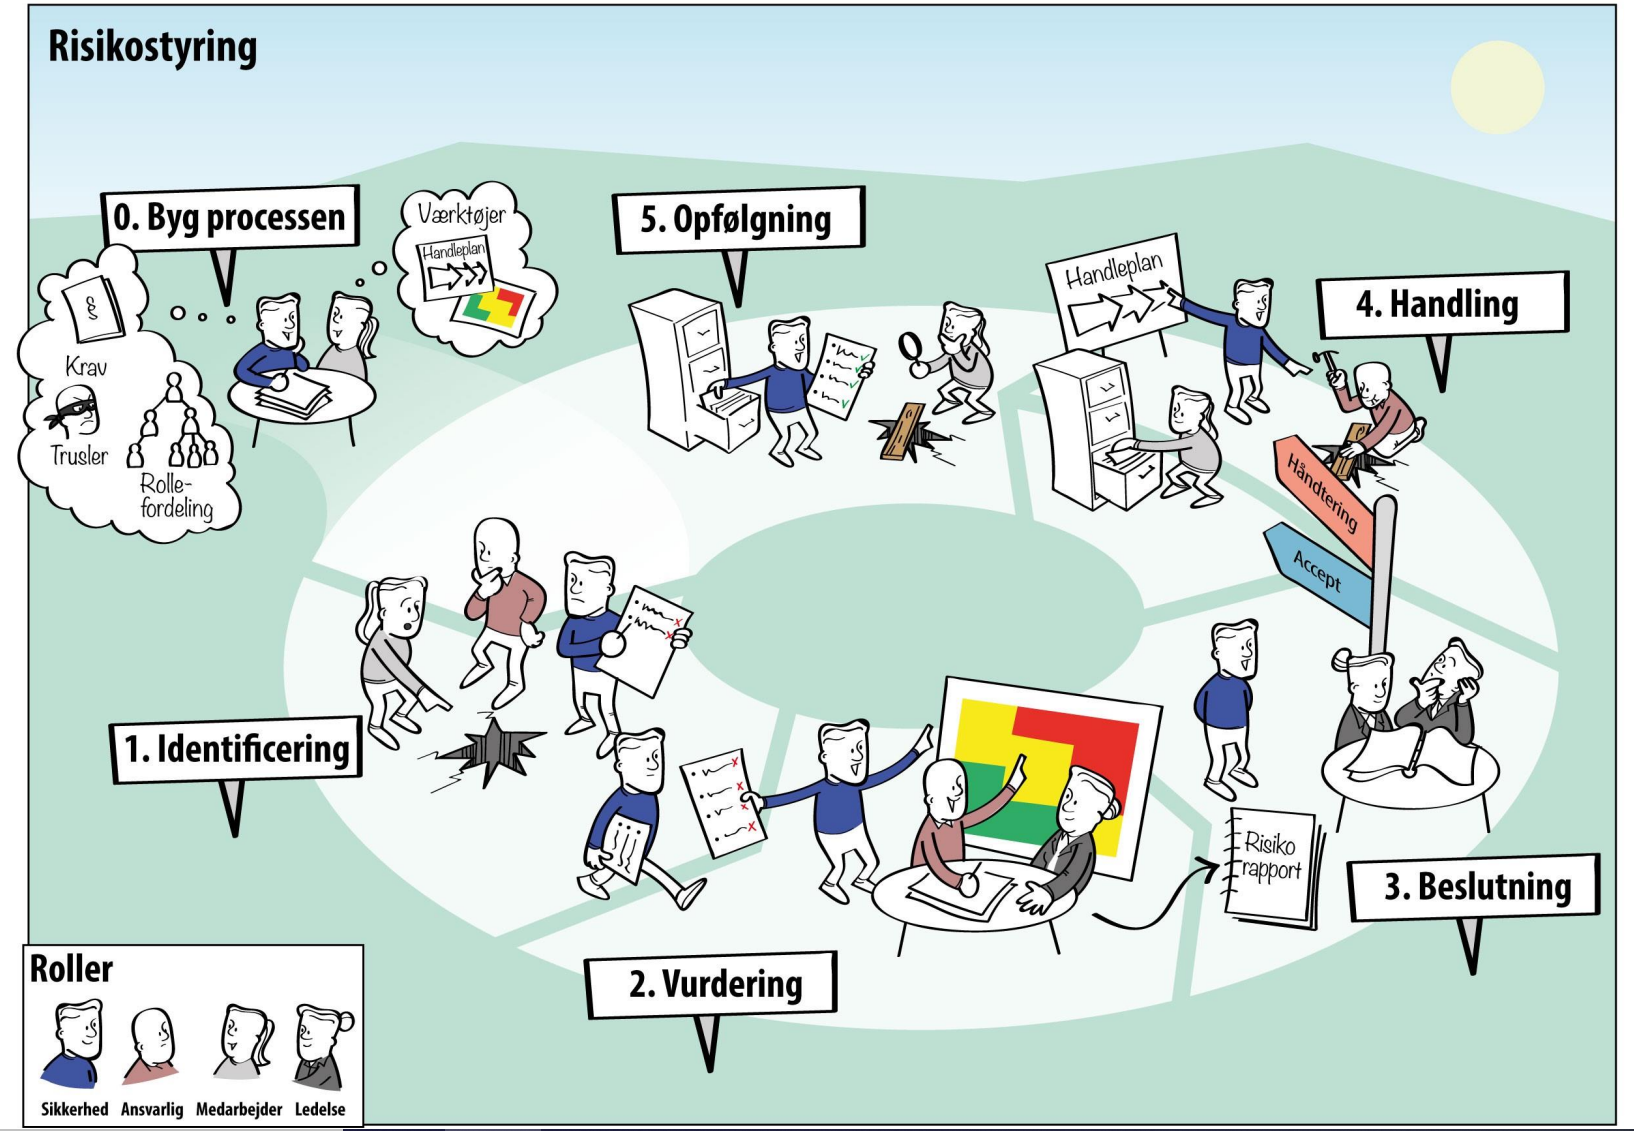 Risikostyring
0. Byg processen
Krav
Trusler
Rolle-
fordeling
§
Værktøjer
Handleplan
5. Opfølgning
Handleplan
4. Handling
Håndtering
Accept
1. Identificering
2. Vurdering
Risiko
rapport
3. Beslutning
Roller
Sikkerhed
Ansvarlig
Medarbejder
Ledelse